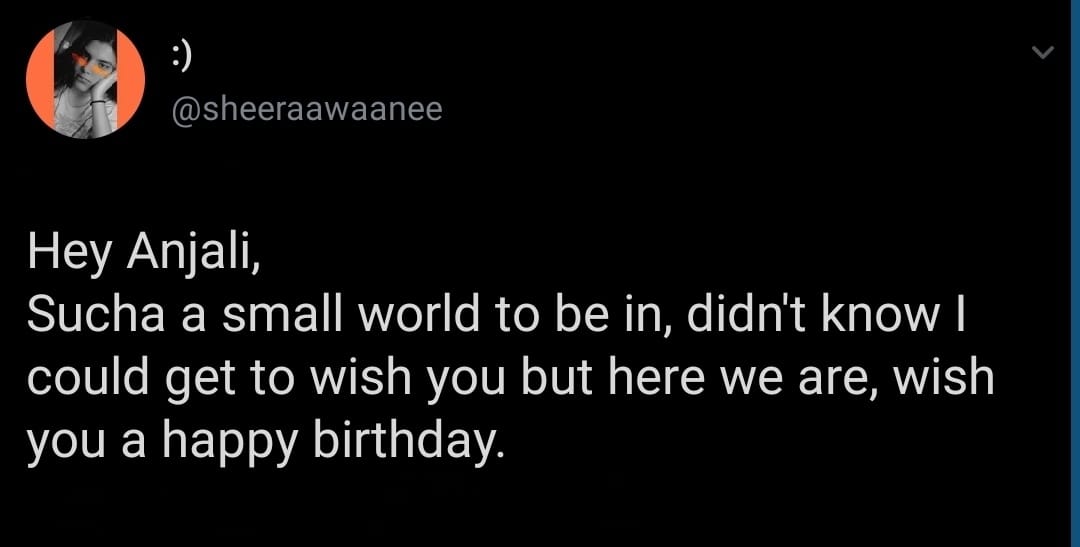 :)
@sheeraawaanee
Hey Anjali,
Sucha a small world to be in, didn't know I
could get to wish you but here we are, wish
you a happy birthday.